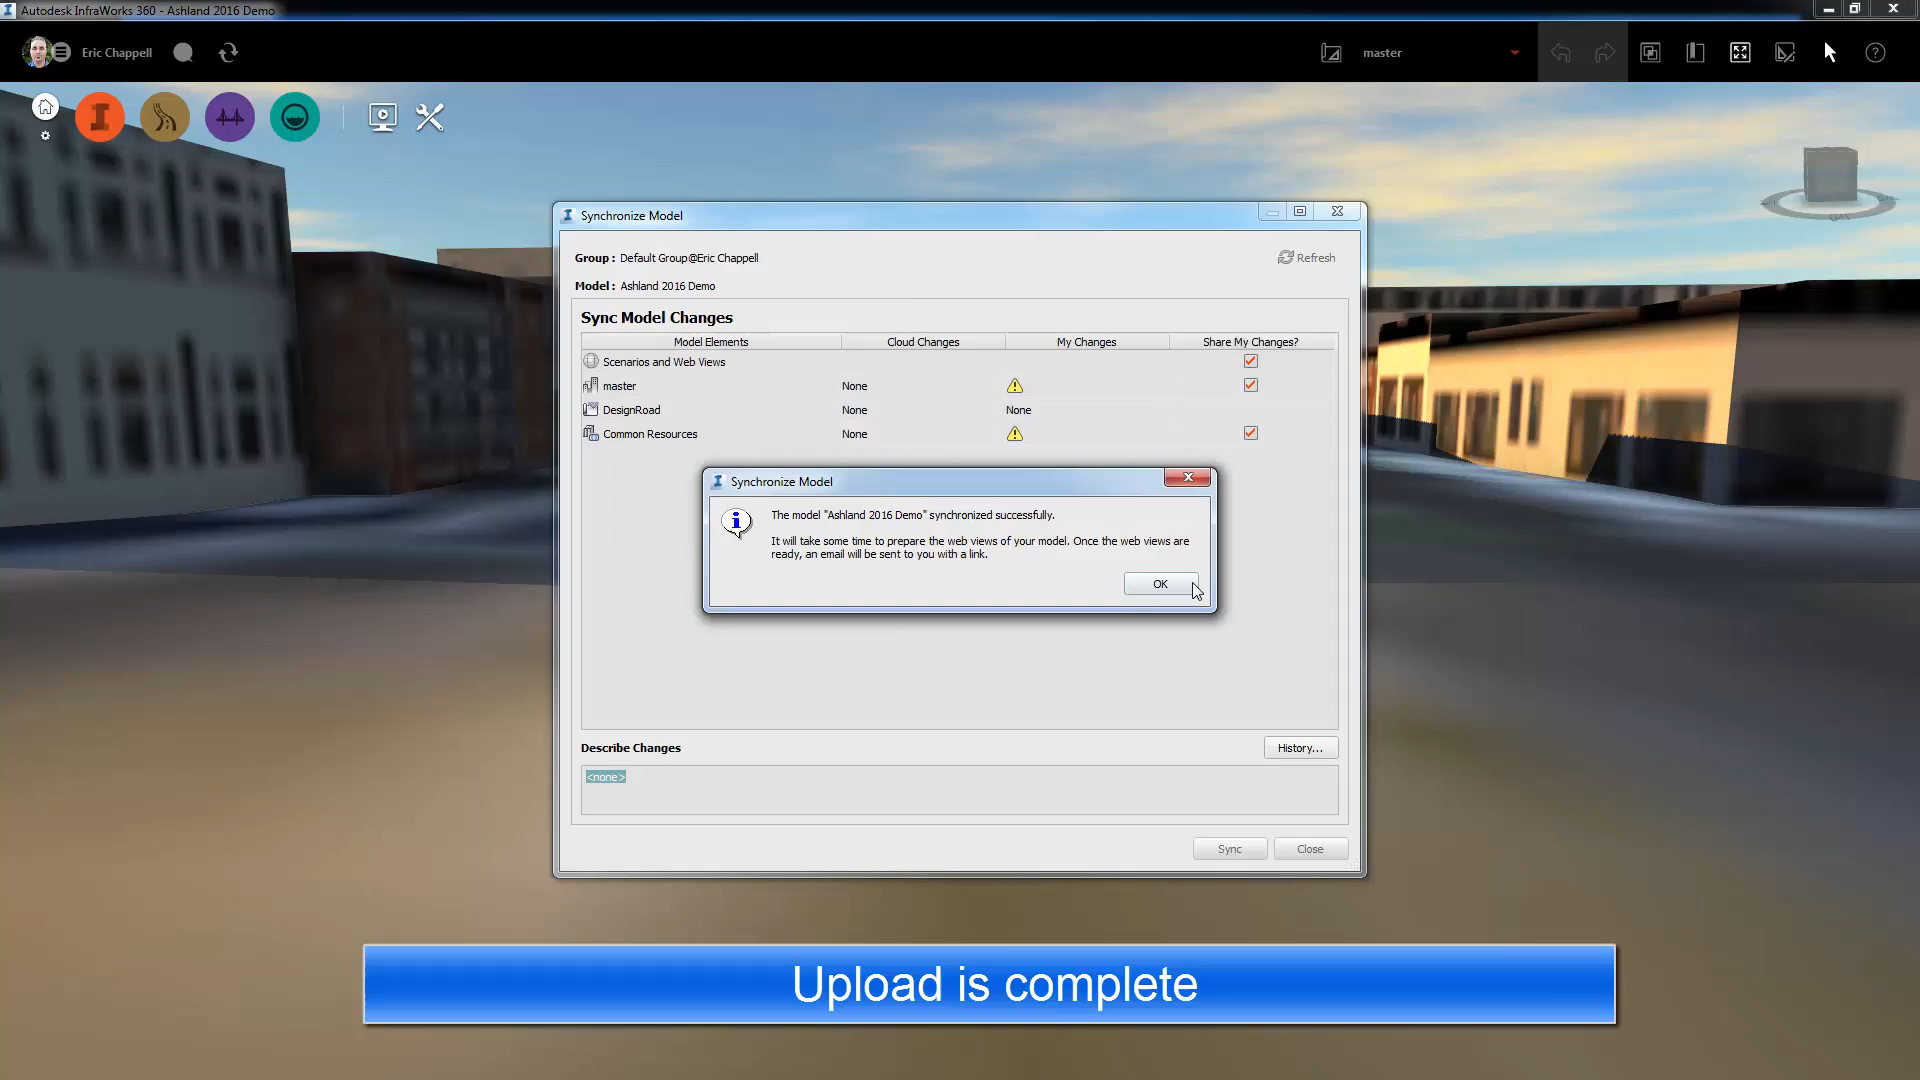 Autodesk InfraWorks 360 - Ashland 2016 Demo
Eric Chappell
master
Synchronize Model
Group : Default Group@Eric Chappell
Refresh
Model : Ashland 2016 Demo
Sync Model Changes
Model Elements Cloud Changes My Changes Share My Changes?
Scenarios and Web Views
master None
DesignRoad None None
Common Resources None
Synchronize Model
The model "Ashland 2016 Demo" synchronized successfully.
It will take some time to prepare the web views of your model. Once the web views are
ready, an email will be sent to you with a link.
OK
Describe Changes
History...
<none>
Sync Close
Upload is complete